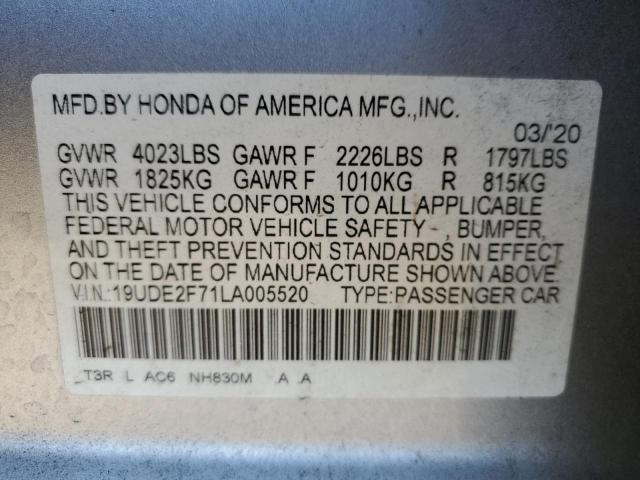 MFD.BY HONDA OF AMERICA MFG.,INC.
03/'20
GVWR 4023LBS GAWR F 2226LBS R 1797LBS
GVWR 1825KG GAWR F 1010KG R 815KG
THIS VEHICLE CONFORMS TO ALL APPLICABLE
FEDERAL MOTOR VEHICLE SAFETY - , BUMPER,
AND THEFT PREVENTION STANDARDS IN EFFECT
ON THE DATE OF MANUFACTURE SHOWN ABOVE.
V.I.N.:19UDE2F71LA005520 TYPE:PASSENGER CAR
T3R L AC6 NH830M A A